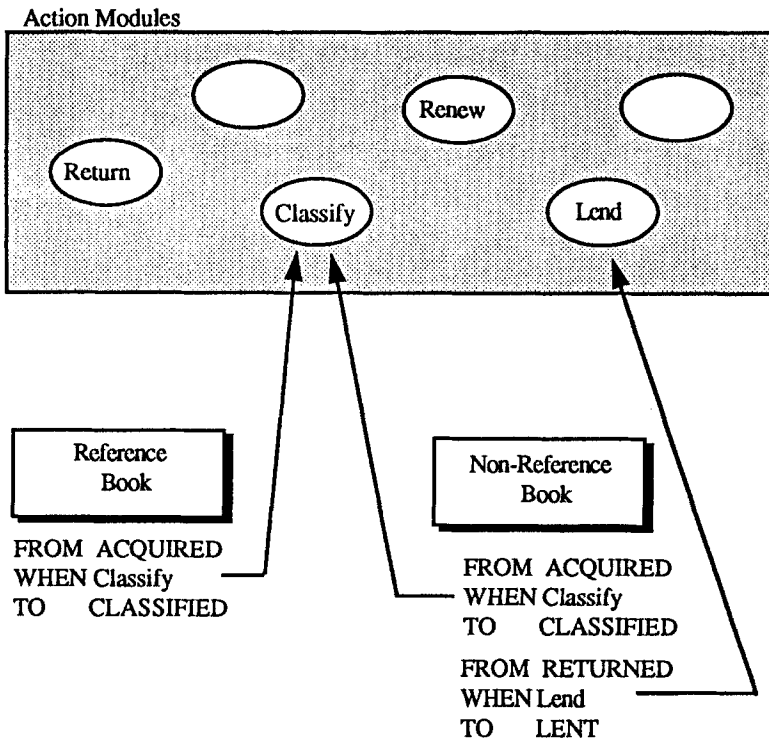 Action Modules
Renew
Return
Classify
Lend
Reference
Book
FROM ACQUIRED
WHEN Classify
TO CLASSIFIED
Non-Reference
Book
FROM ACQUIRED
WHEN Classify
TO CLASSIFIED
FROM RETURNED
WHEN Lend
TO LENT